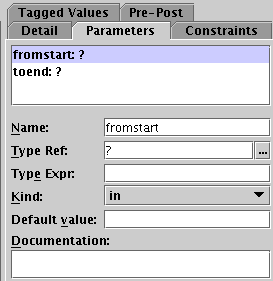 Tagged Values Pre-Post
Detail Parameters Constraints
fromstart: ?
toend: ?
Name: fromstart
Type Ref: ? ...
Type Expr:
Kind: in
Default value:
Documentation: